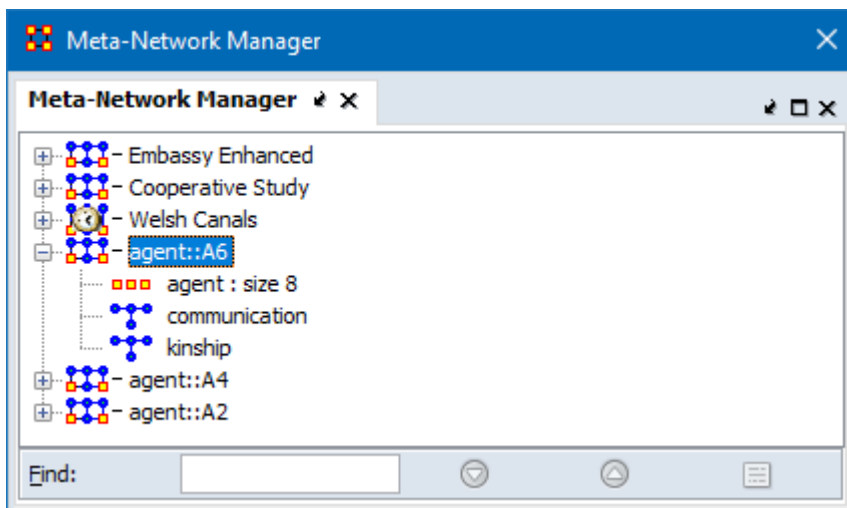 Meta-Network Manager
Meta-Network Manager
Embassy Enhanced
Cooperative Study
Welsh Canals
agent::A6
agent : size 8
communication
kinship
agent::A4
agent::A2
Find: